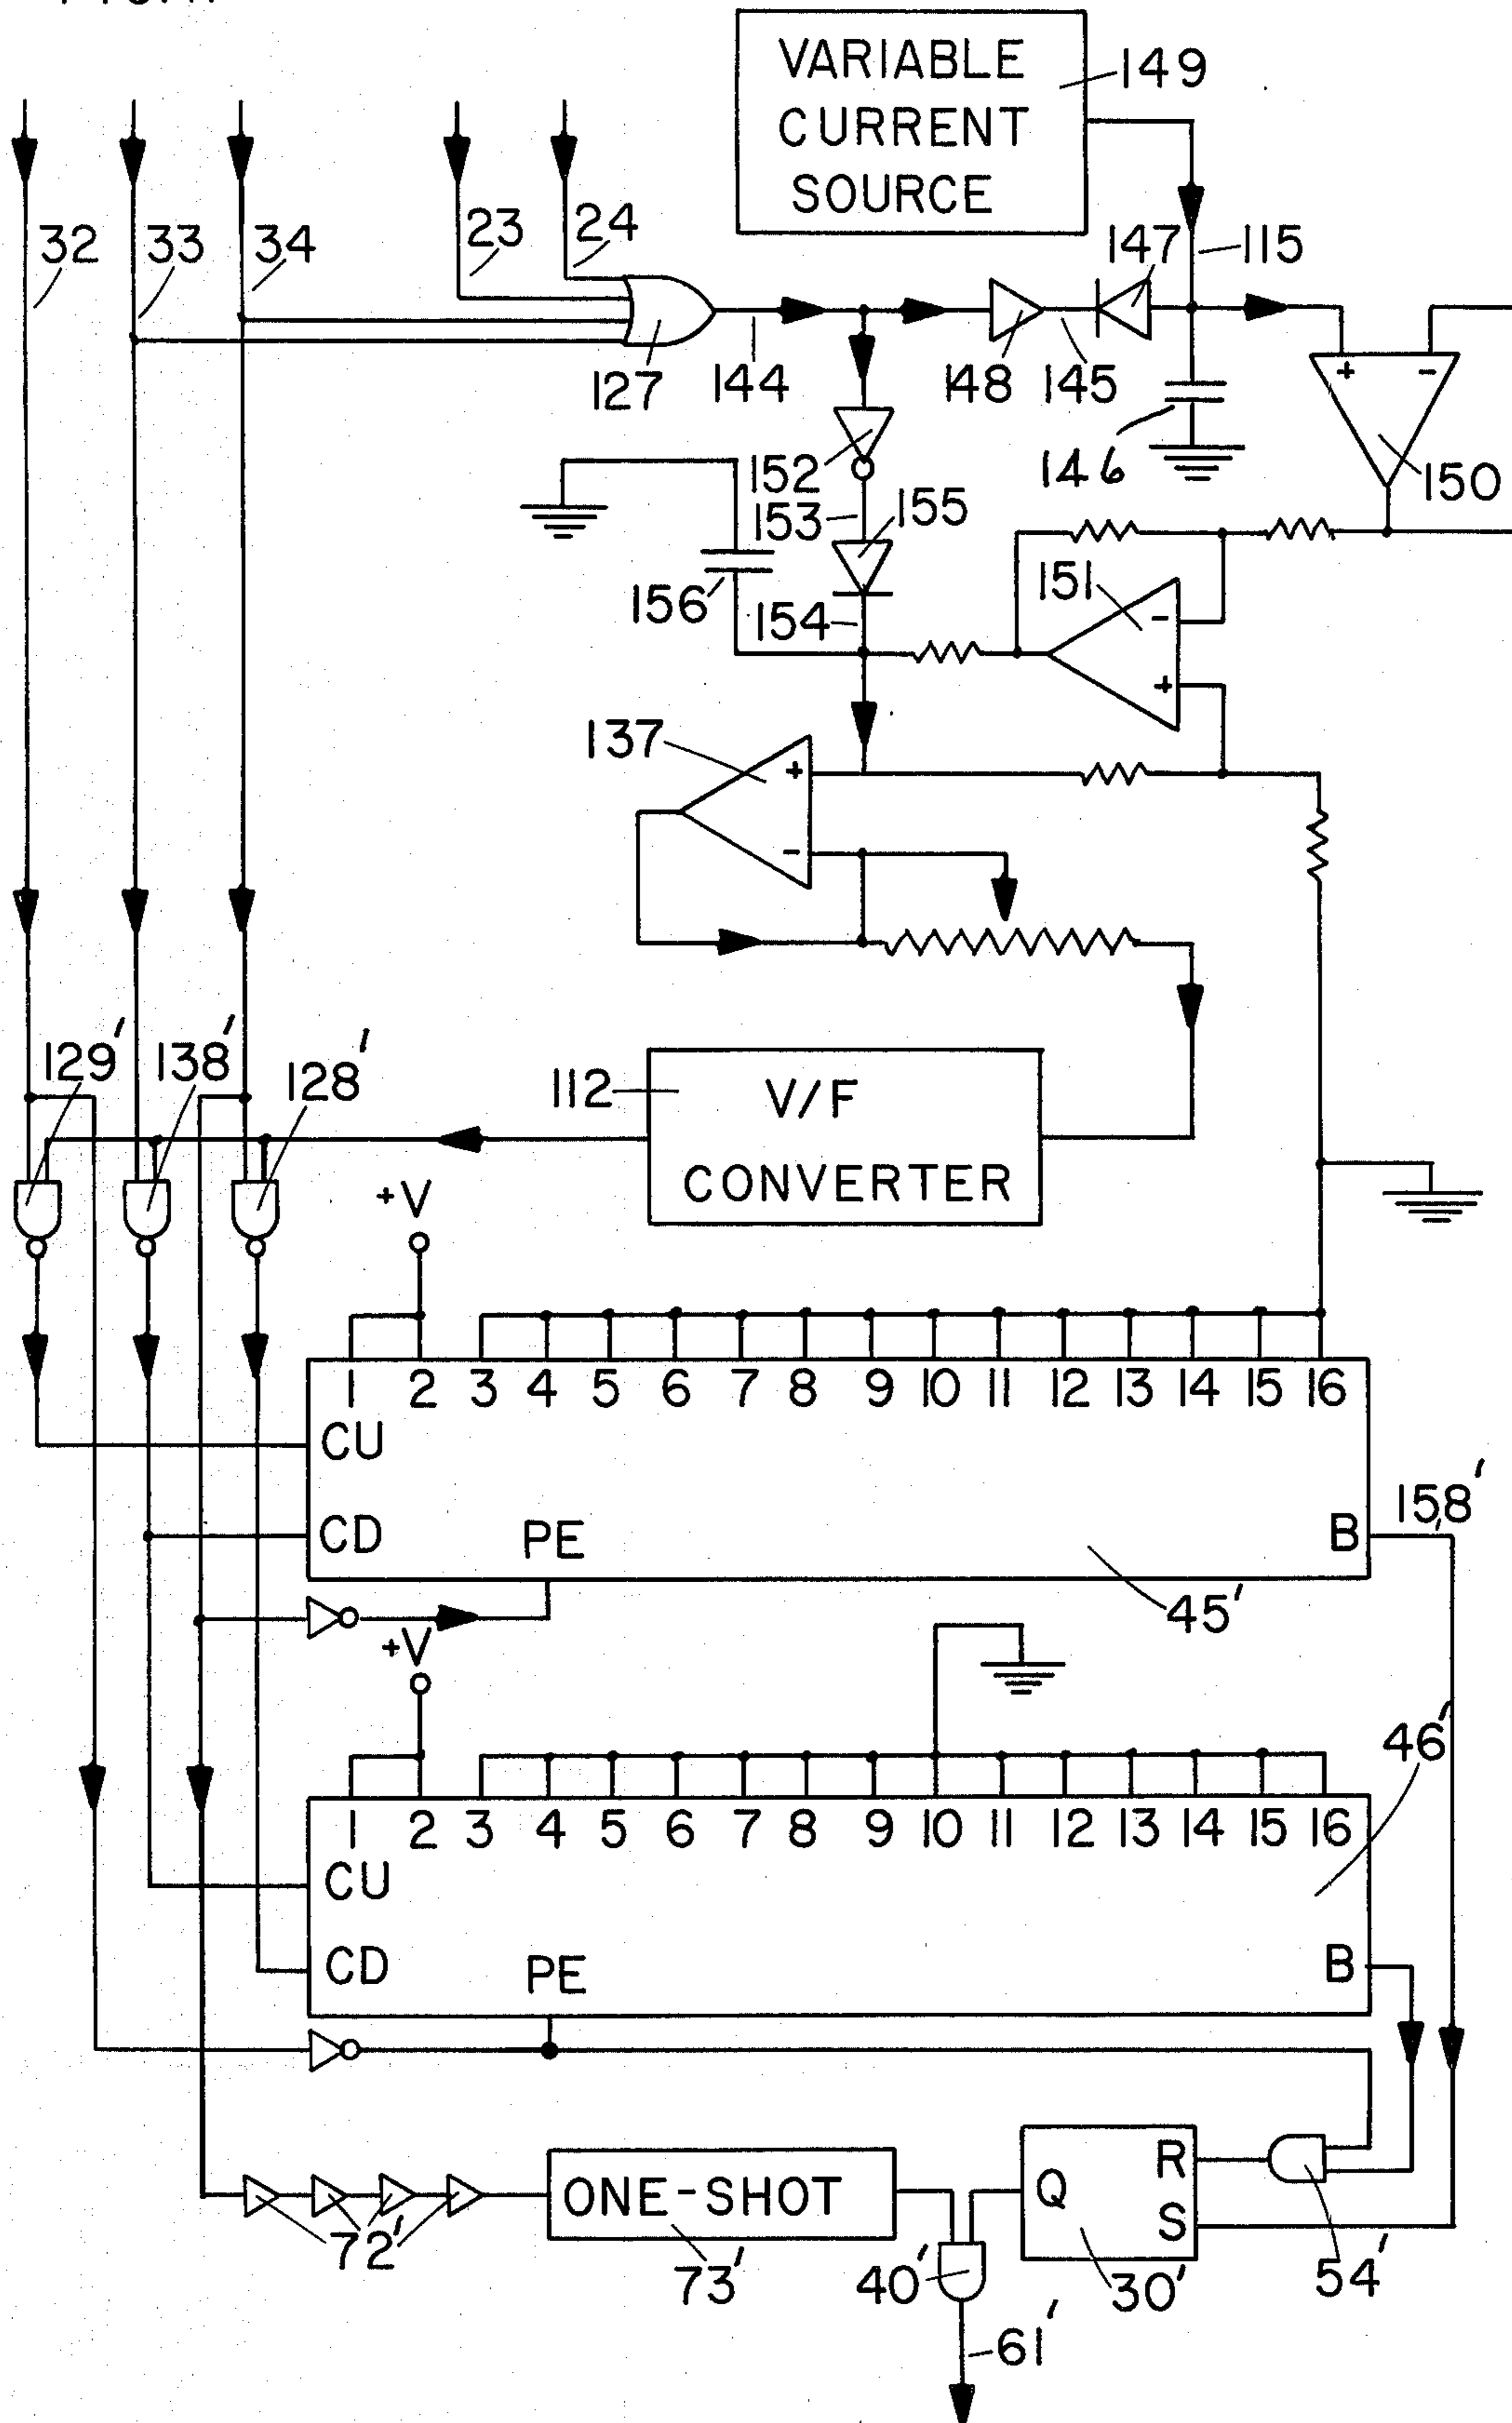 VARIABLE
CURRENT
SOURCE
149
32
33
34
23
24
147
115
127
144
148
145
146
+
-
150
152
153
155
156
154
151
-
+
137
+
-
129'
138'
128'
112
V/F
CONVERTER
+V
1 2 3 4 5 6 7 8 9 10 11 12 13 14 15 16
CU
CD
PE
B
158'
45'
+V
46'
1 2 3 4 5 6 7 8 9 10 11 12 13 14 15 16
CU
CD
PE
B
72'
ONE-SHOT
73'
40'
Q
R
S
30'
54'
61'